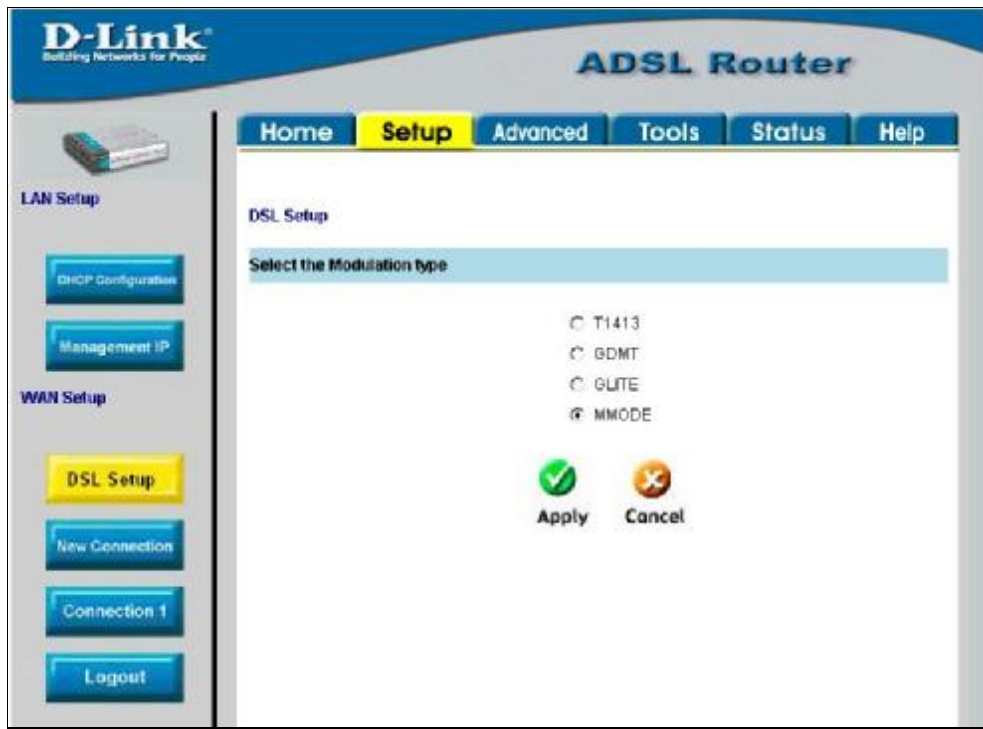 D-Link
Building Networks for People
ADSL Router
Home Setup Advanced Tools Status Help
LAN Setup
DHCP Configuration
Management IP
WAN Setup
DSL Setup
New Connection
Connection 1
Logout
DSL Setup
Select the Modulation type
T1413
GDMT
GLITE
MMODE
Apply Cancel